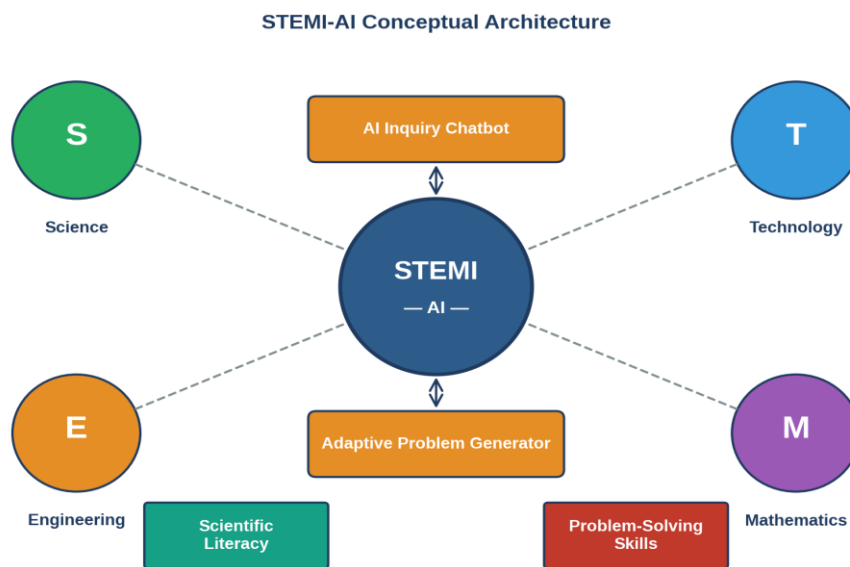 STEMI-AI Conceptual Architecture
S
AI Inquiry Chatbot
T
Science
Technology
STEMI
— AI —
E
Adaptive Problem Generator
M
Engineering
Scientific
Literacy
Problem-Solving
Skills
Mathematics